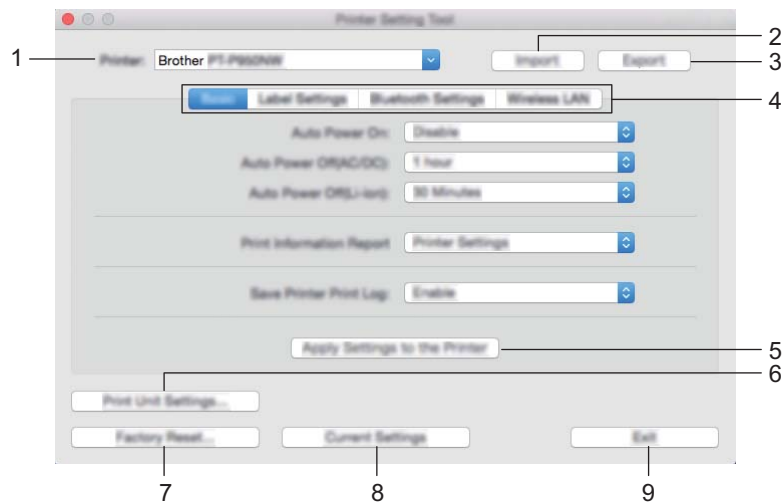 Printer Setting Tool
1
Printer: Brother PT-P950NW
Import
2
Export
3
Label Settings
Bluetooth Settings
Wireless LAN
4
Auto Power On: Disable
Auto Power Off(AC/DC): 1 hour
Auto Power Off(Li-ion): 30 Minutes
Print Information Report Printer Settings
Save Printer Print Log: Enable
Apply Settings to the Printer
5
6
Print Unit Settings...
Factory Reset...
Current Settings
Exit
7
8
9